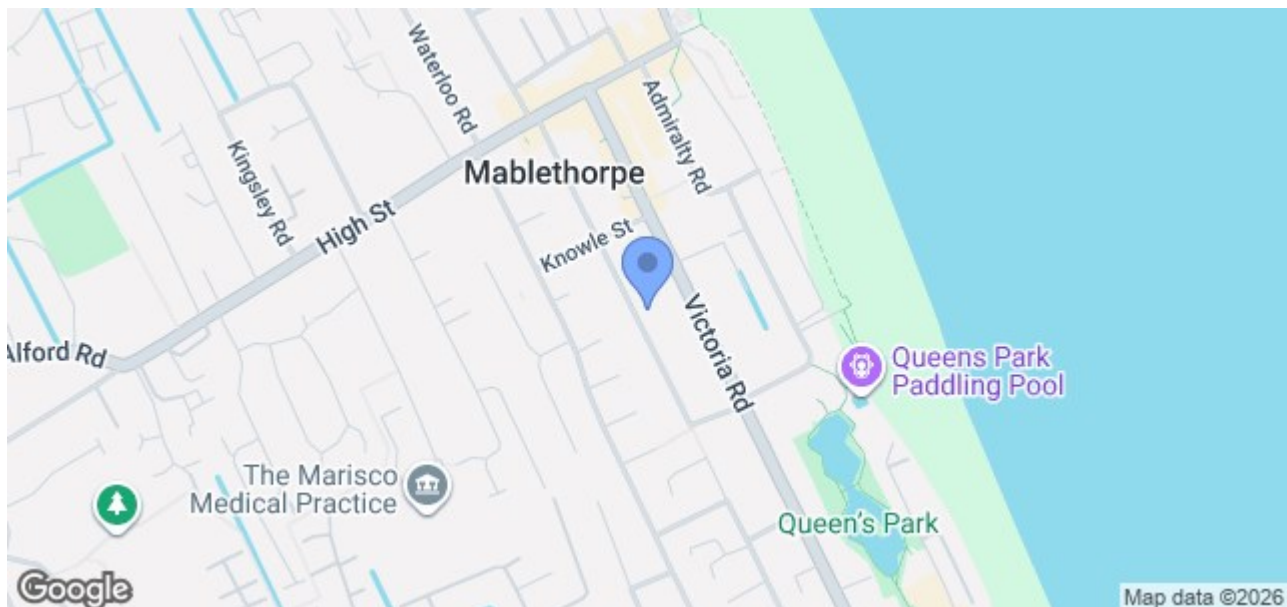 Waterloo Rd
Admiralty Rd
Kingsley Rd
Mablethorpe
High St
Knowle St
Victoria Rd
Alford Rd
Queens Park
Paddling Pool
The Marisco
Medical Practice
Queen's Park
Google
Map data ©2026